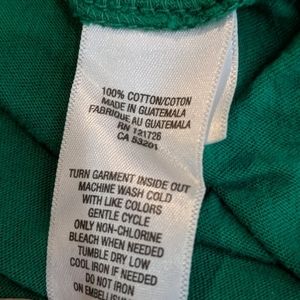 100% COTTON/COTON
MADE IN GUATEMALA
FABRIQUE AU GUATEMALA
RN 121726
CA 53201
TURN GARMENT INSIDE OUT
MACHINE WASH COLD
WITH LIKE COLORS
GENTLE CYCLE
ONLY NON-CHLORINE
BLEACH WHEN NEEDED
TUMBLE DRY LOW
COOL IRON IF NEEDED
DO NOT IRON
ON EMBELLISH